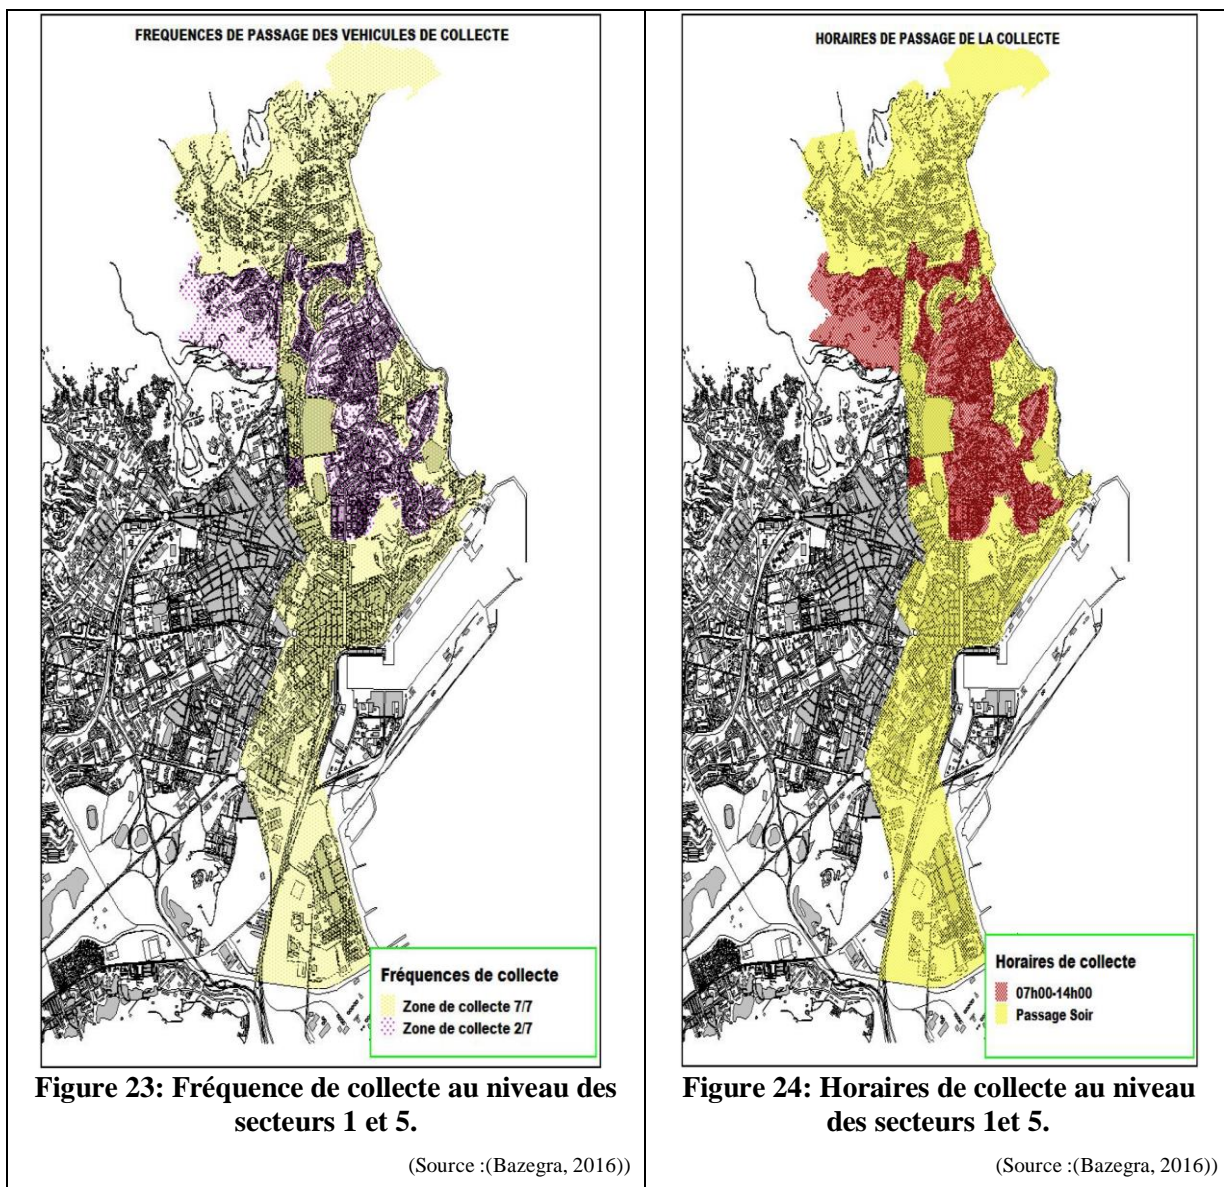 FREQUENCES DE PASSAGE DES VEHICULES DE COLLECTE
Fréquences de collecte
Zone de collecte 7/7
Zone de collecte 2/7
Figure 23: Fréquence de collecte au niveau des
secteurs 1 et 5.
(Source :(Bazegra, 2016))
HORAIRES DE PASSAGE DE LA COLLECTE
Horaires de collecte
07h00-14h00
Passage Soir
Figure 24: Horaires de collecte au niveau
des secteurs 1et 5.
(Source :(Bazegra, 2016))